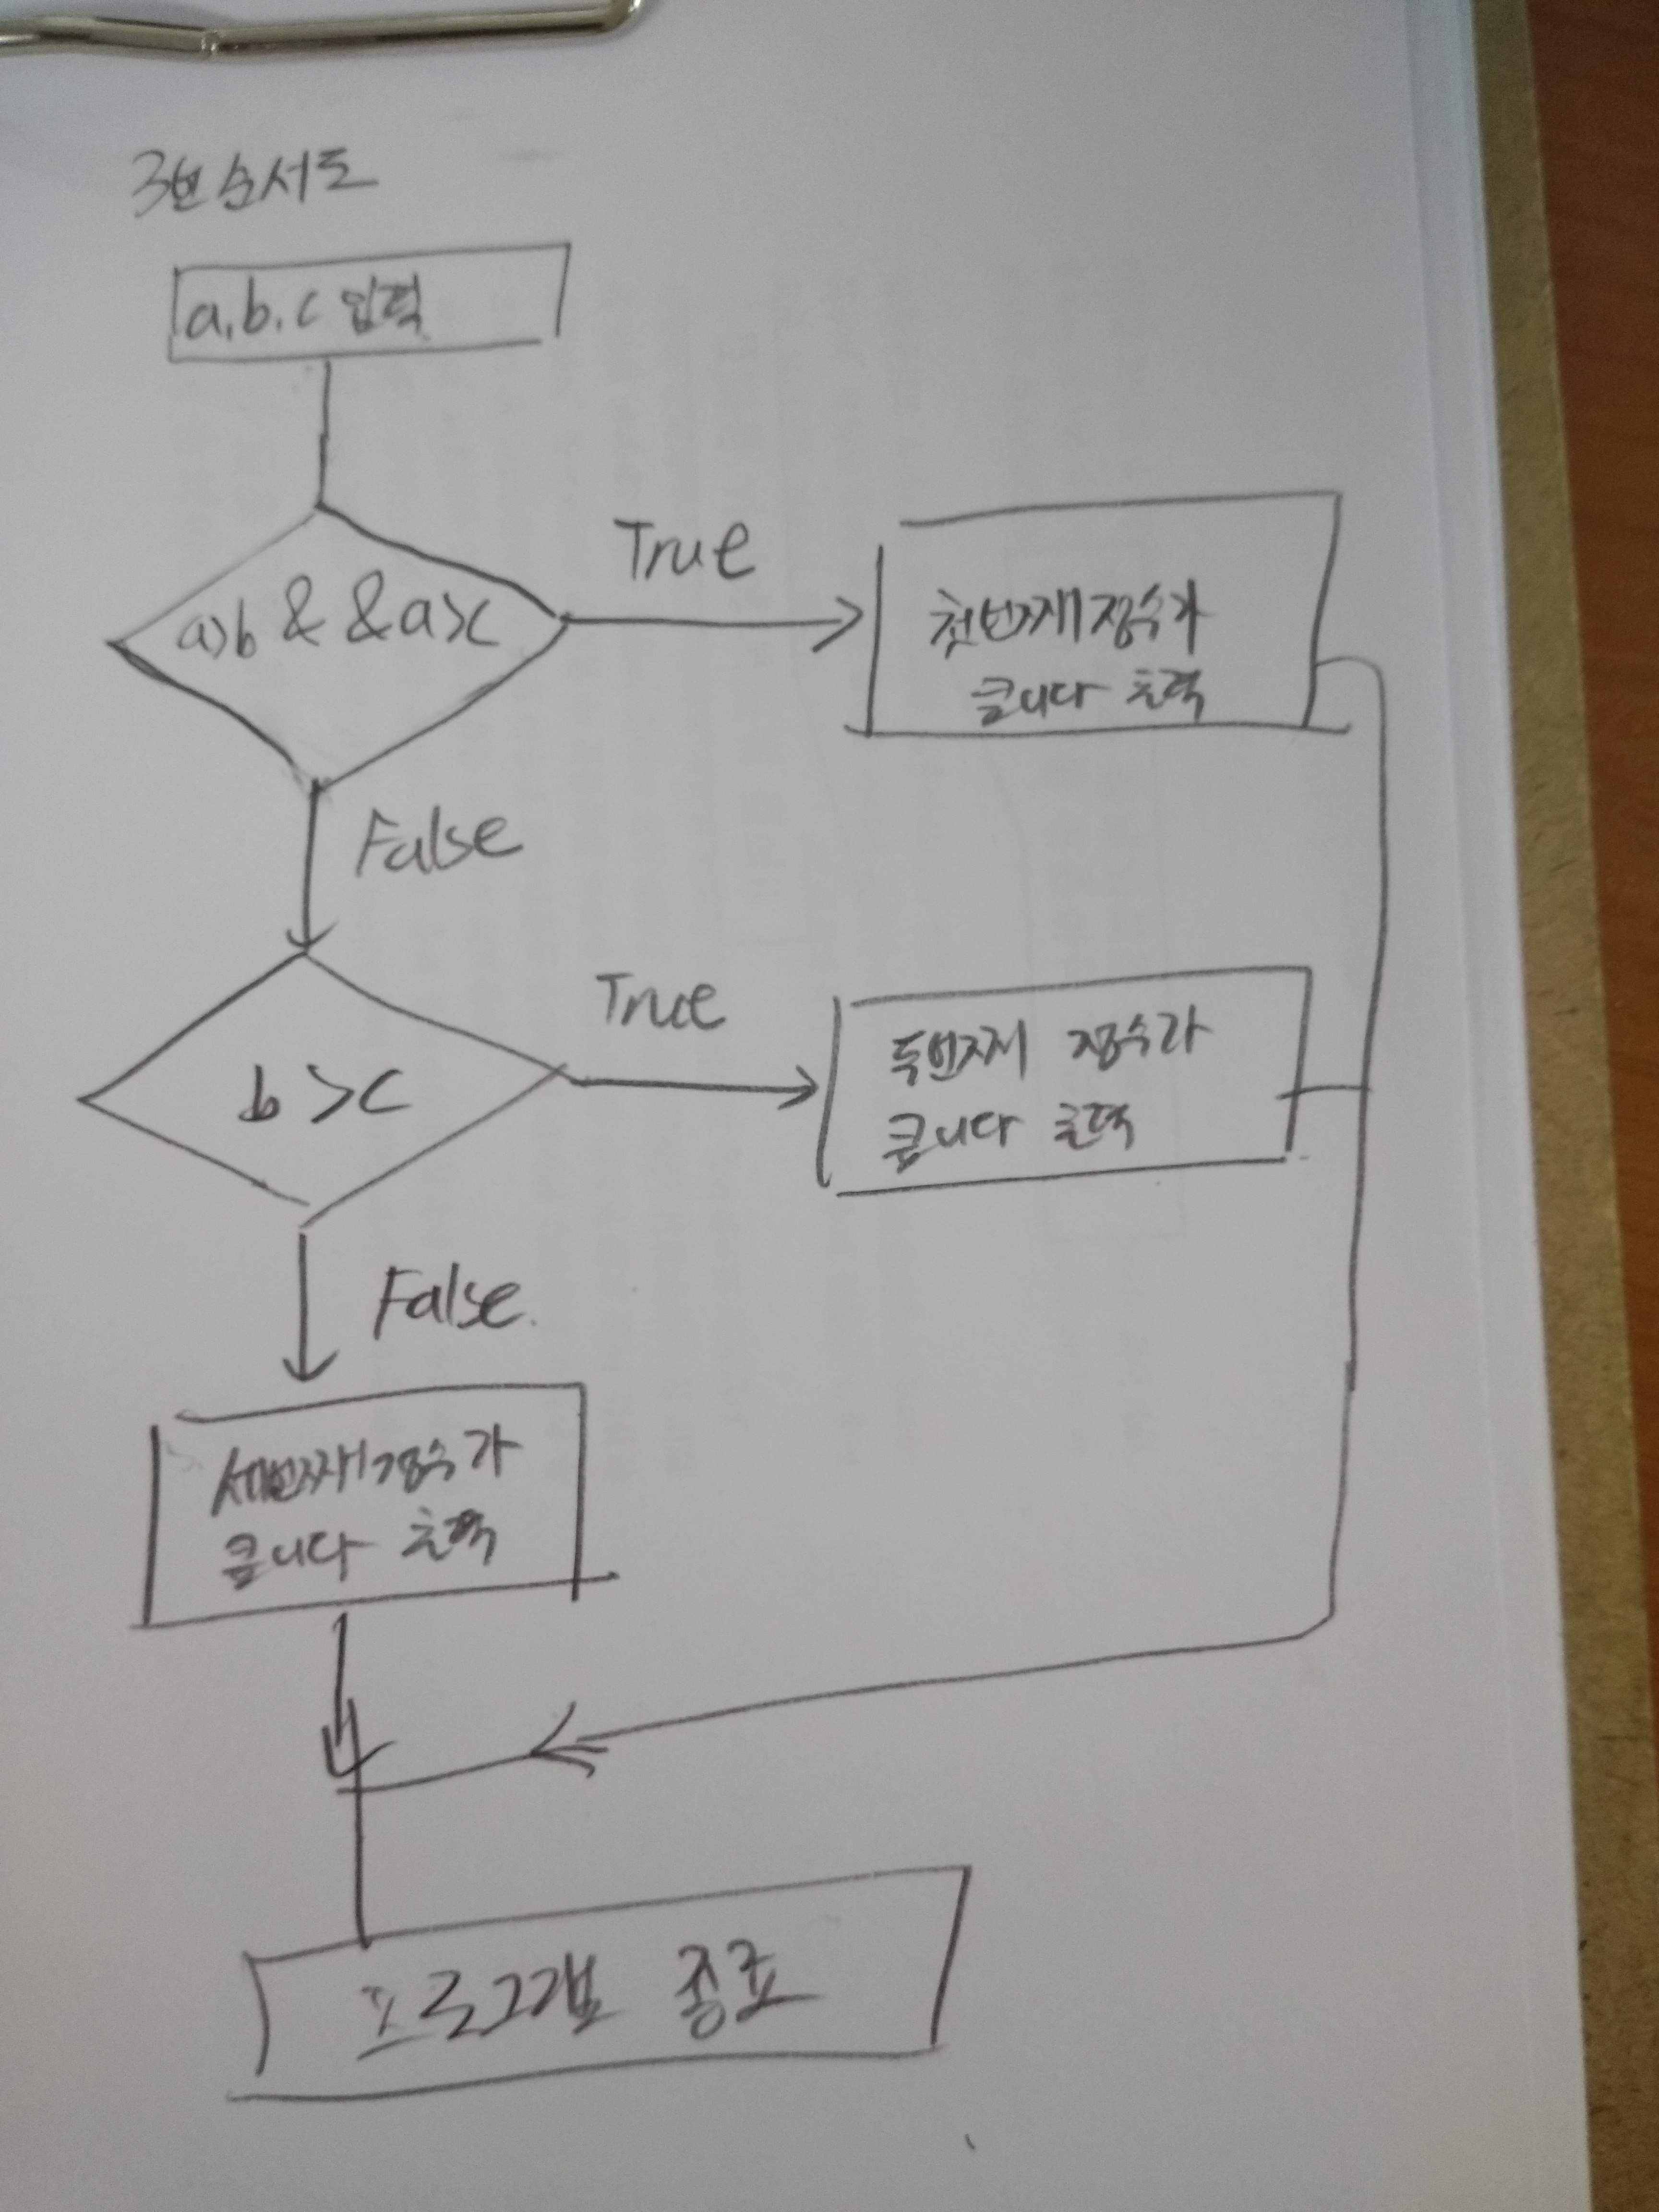 3번 순서도
a, b, c 입력
a>b && a>c
True
첫번째 정수가
큽니다 출력
False
b>c
True
두번째 정수가
큽니다 출력
False.
세번째 정수가
큽니다 출력
프로그램 종료